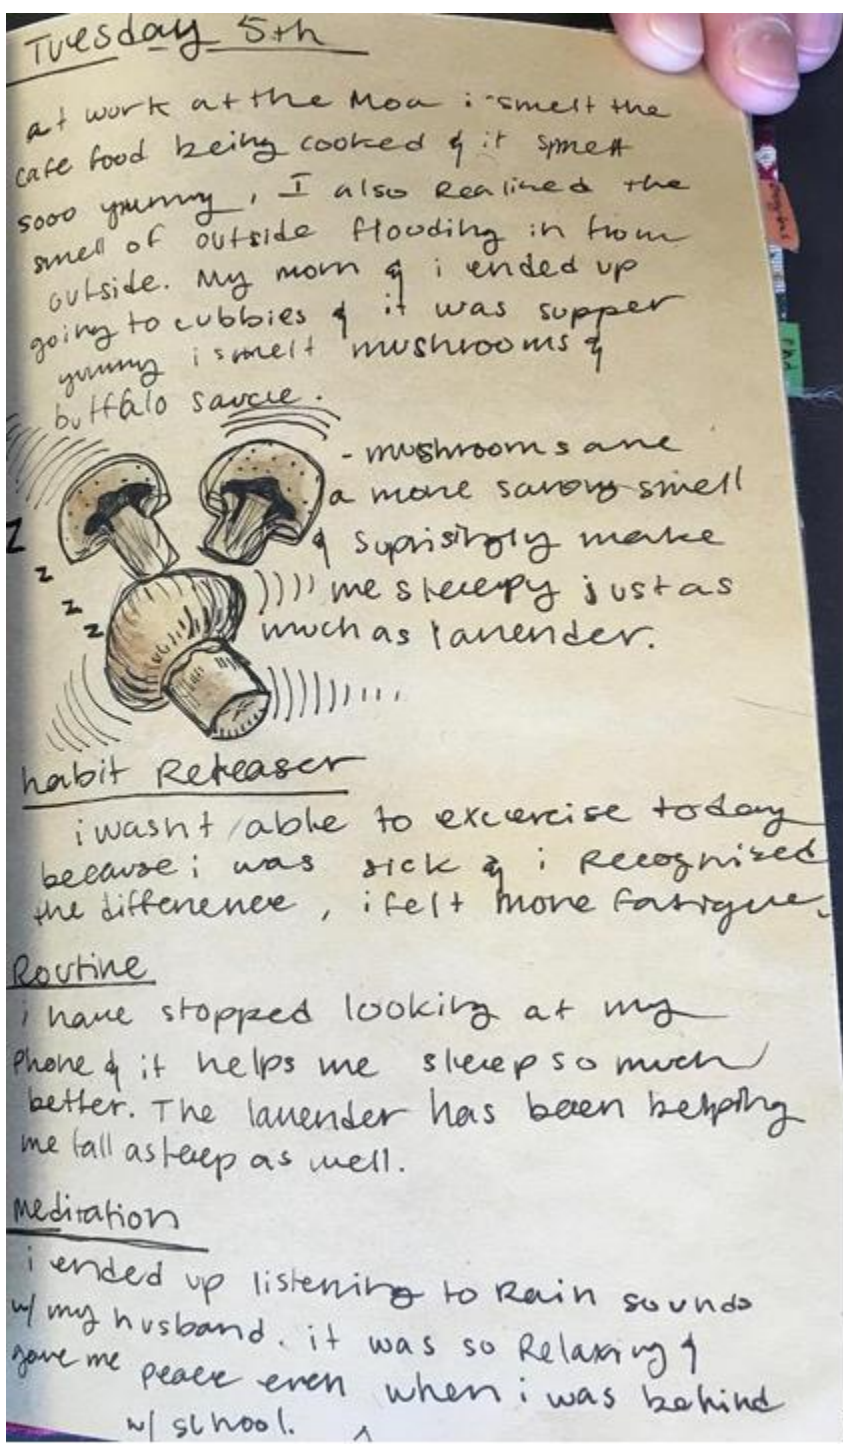 Tuesday 5th
at work at the Moa i smelt the
cafe food being cooked & it smelt
sooo yummy, I also realized the
smell of outside flooding in from
outside. My mom & i ended up
going to cubbies & it was supper
yummy i smelt mushrooms &
buffalo saucie.
- mushrooms are
a more savory smell
& suprisingly make
me sleeepy just as
much as lavender.
z
z
z
z
habit Releaser
i wasnt able to excercise today
because i was sick & i Recognized
the difference, i felt more fatigue.
Routine
i have stopped looking at my
phone & it helps me sleep so much
better. The lavender has been helping
me fall asleep as well.
meditation
i ended up listening to Rain sounds
w/ my husband. it was so Relaxing &
gave me peace even when i was behind
w/ school.